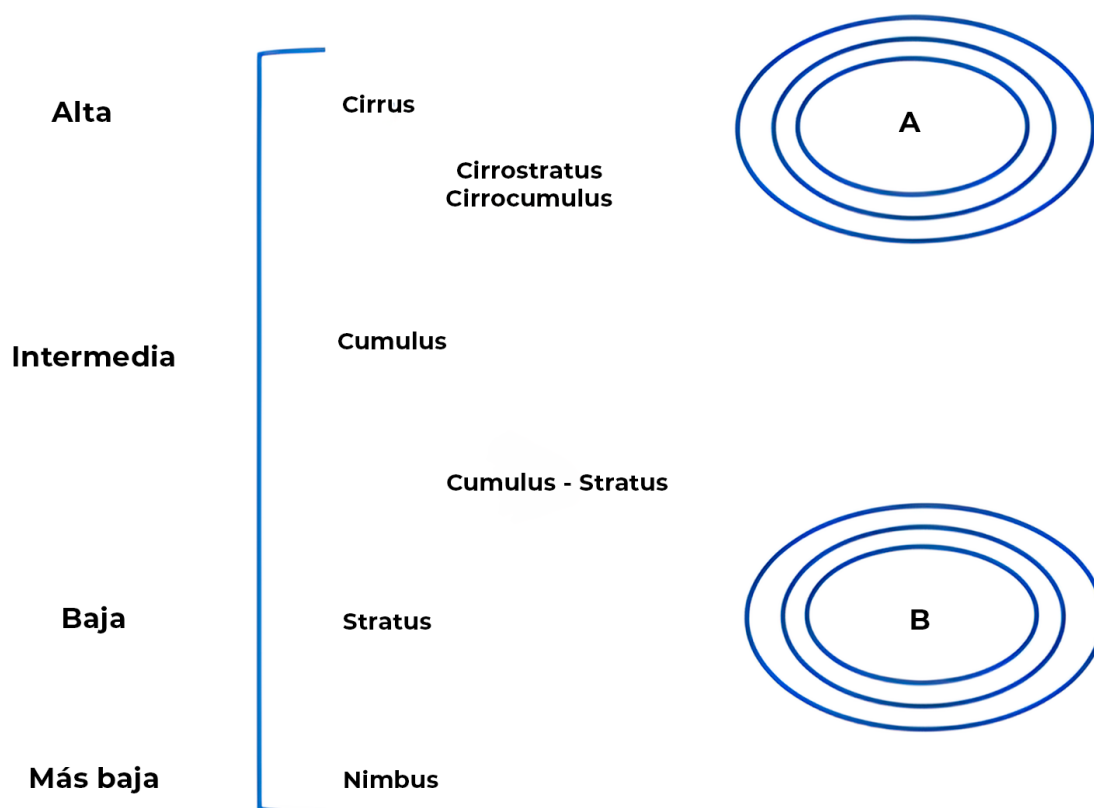 Alta
Cirrus
A
Cirrostratus
Cirrocumulus
Intermedia
Cumulus
Cumulus - Stratus
Baja
Stratus
B
Más baja
Nimbus